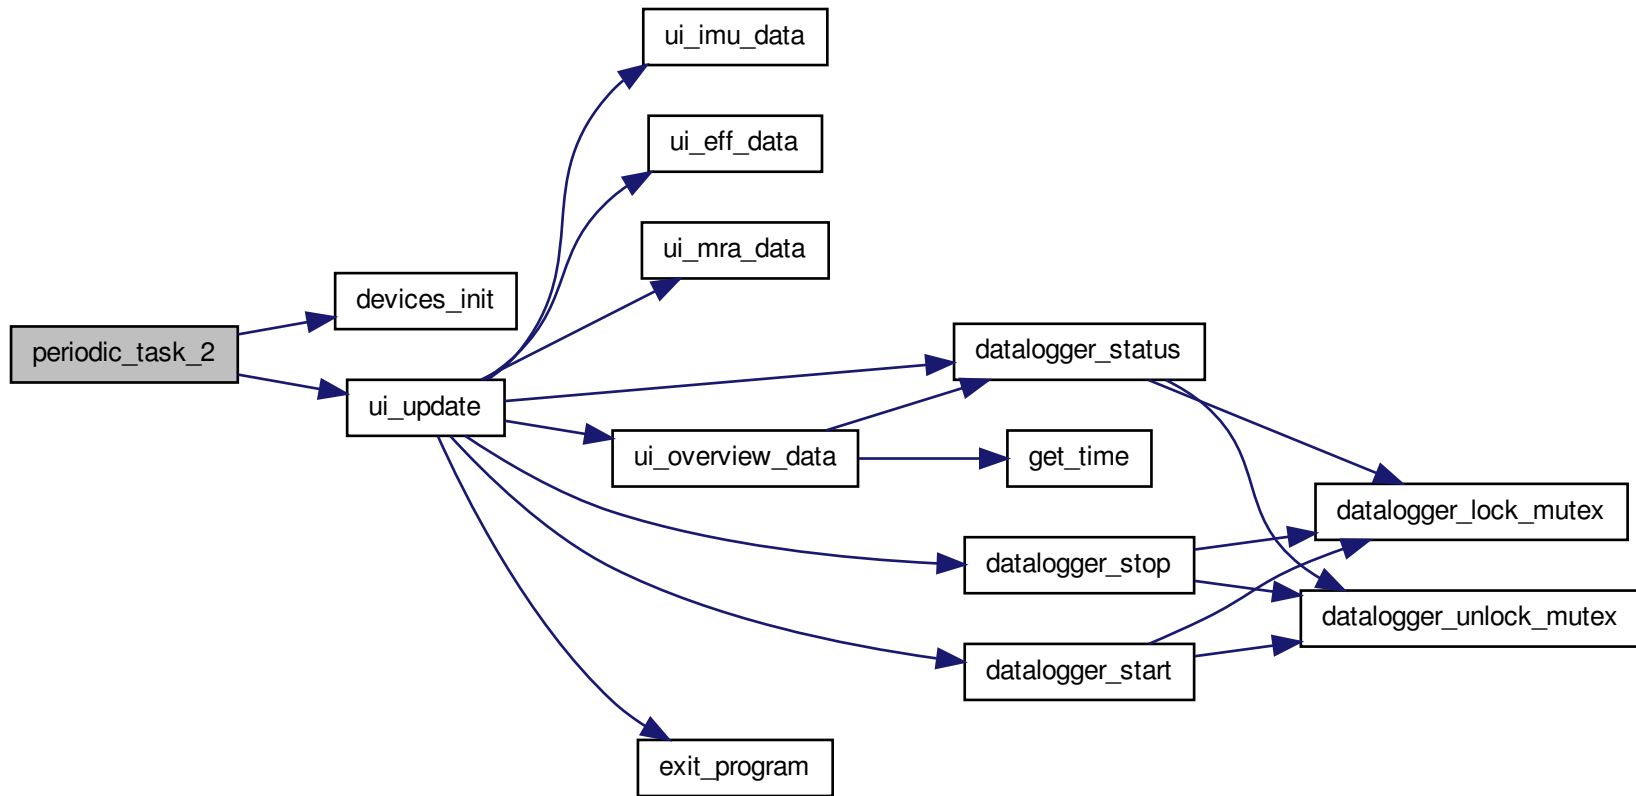 ui_imu_data
ui_eff_data
ui_mra_data
devices_init
datalogger_status
periodic_task_2
ui_update
ui_overview_data
get_time
datalogger_lock_mutex
datalogger_stop
datalogger_unlock_mutex
datalogger_start
exit_program